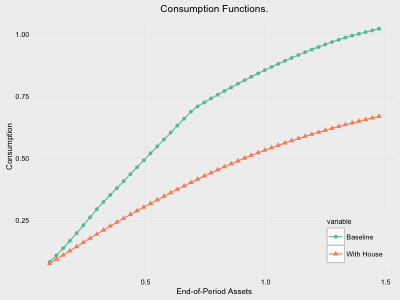 Consumption Functions.
Consumption
1.00
0.75
0.50
0.25
0.5
1.0
1.5
End-of-Period Assets
variable
Baseline
With House